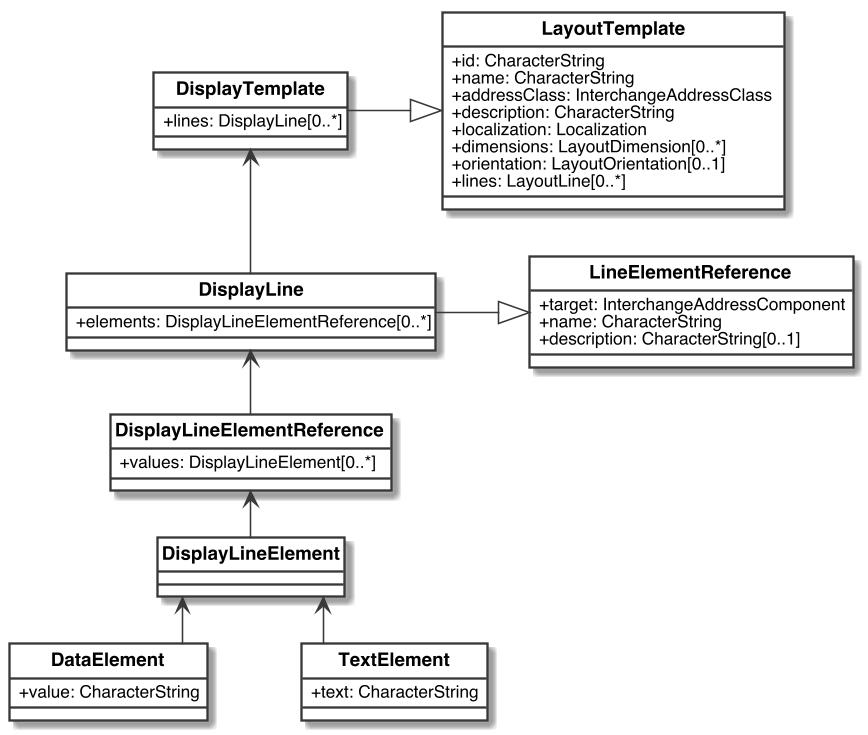 LayoutTemplate
+id: CharacterString
+name: CharacterString
+addressClass: InterchangeAddressClass
+description: CharacterString
+localization: Localization
+dimensions: LayoutDimension[0..*]
+orientation: LayoutOrientation[0..1]
+lines: LayoutLine[0..*]
DisplayTemplate
+lines: DisplayLine[0..*]
DisplayLine
+elements: DisplayLineElementReference[0..*]
LineElementReference
+target: InterchangeAddressComponent
+name: CharacterString
+description: CharacterString[0..1]
DisplayLineElementReference
+values: DisplayLineElement[0..*]
DisplayLineElement
DataElement
+value: CharacterString
TextElement
+text: CharacterString